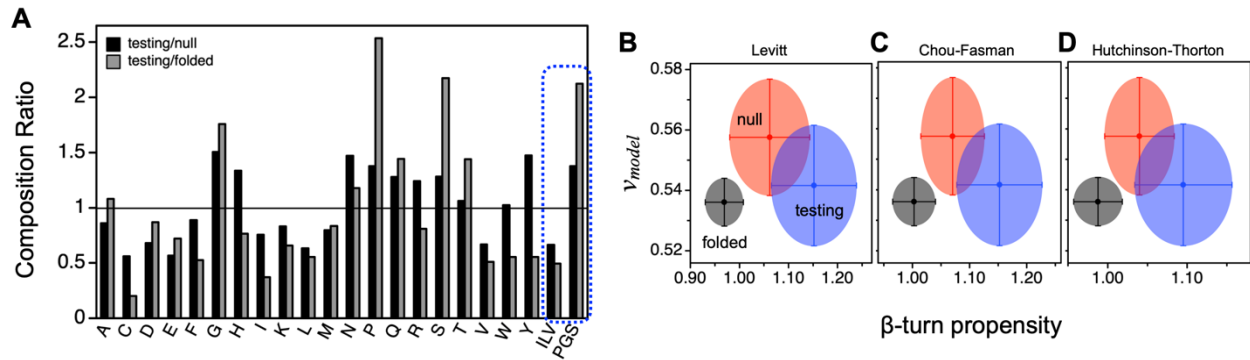 A
testing/null
testing/folded
Composition Ratio
2.5
2
1.5
1
0.5
0
A C D E F G H I K L M N P Q R S T V W Y ILV PGS
B Levitt
C Chou-Fasman
D Hutchinson-Thorton
νmodel
0.58
0.56
0.54
0.52
null
testing
folded
0.90 1.00 1.10 1.20
1.00 1.10 1.20
1.00 1.10
β-turn propensity